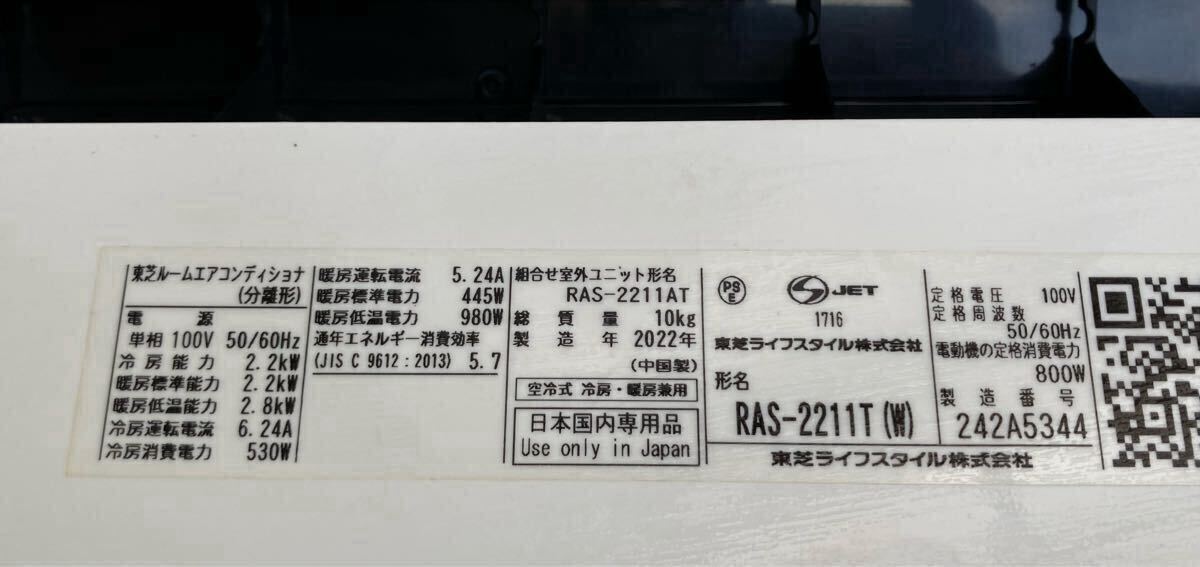 東芝ルームエアコンディショナ
(分離形)
電源
単相 100V 50/60Hz
冷房能力 2.2kW
暖房標準能力 2.2kW
暖房低温能力 2.8kW
冷房運転電流 6.24A
冷房消費電力 530W
暖房運転電流 5.24A
暖房標準電力 445W
暖房低温電力 980W
通年エネルギー消費効率
(JIS C 9612:2013) 5.7
組合せ室外ユニット形名
RAS-2211AT
総質量 10kg
製造年 2022年
(中国製)
空冷式 冷房・暖房兼用
日本国内専用品
Use only in Japan
PS
E
JET
1716
東芝ライフスタイル株式会社
形名
RAS-2211T(W)
東芝ライフスタイル株式会社
定格電圧 100V
定格周波数
50/60Hz
電動機の定格消費電力
800W
製造番号
242A5344